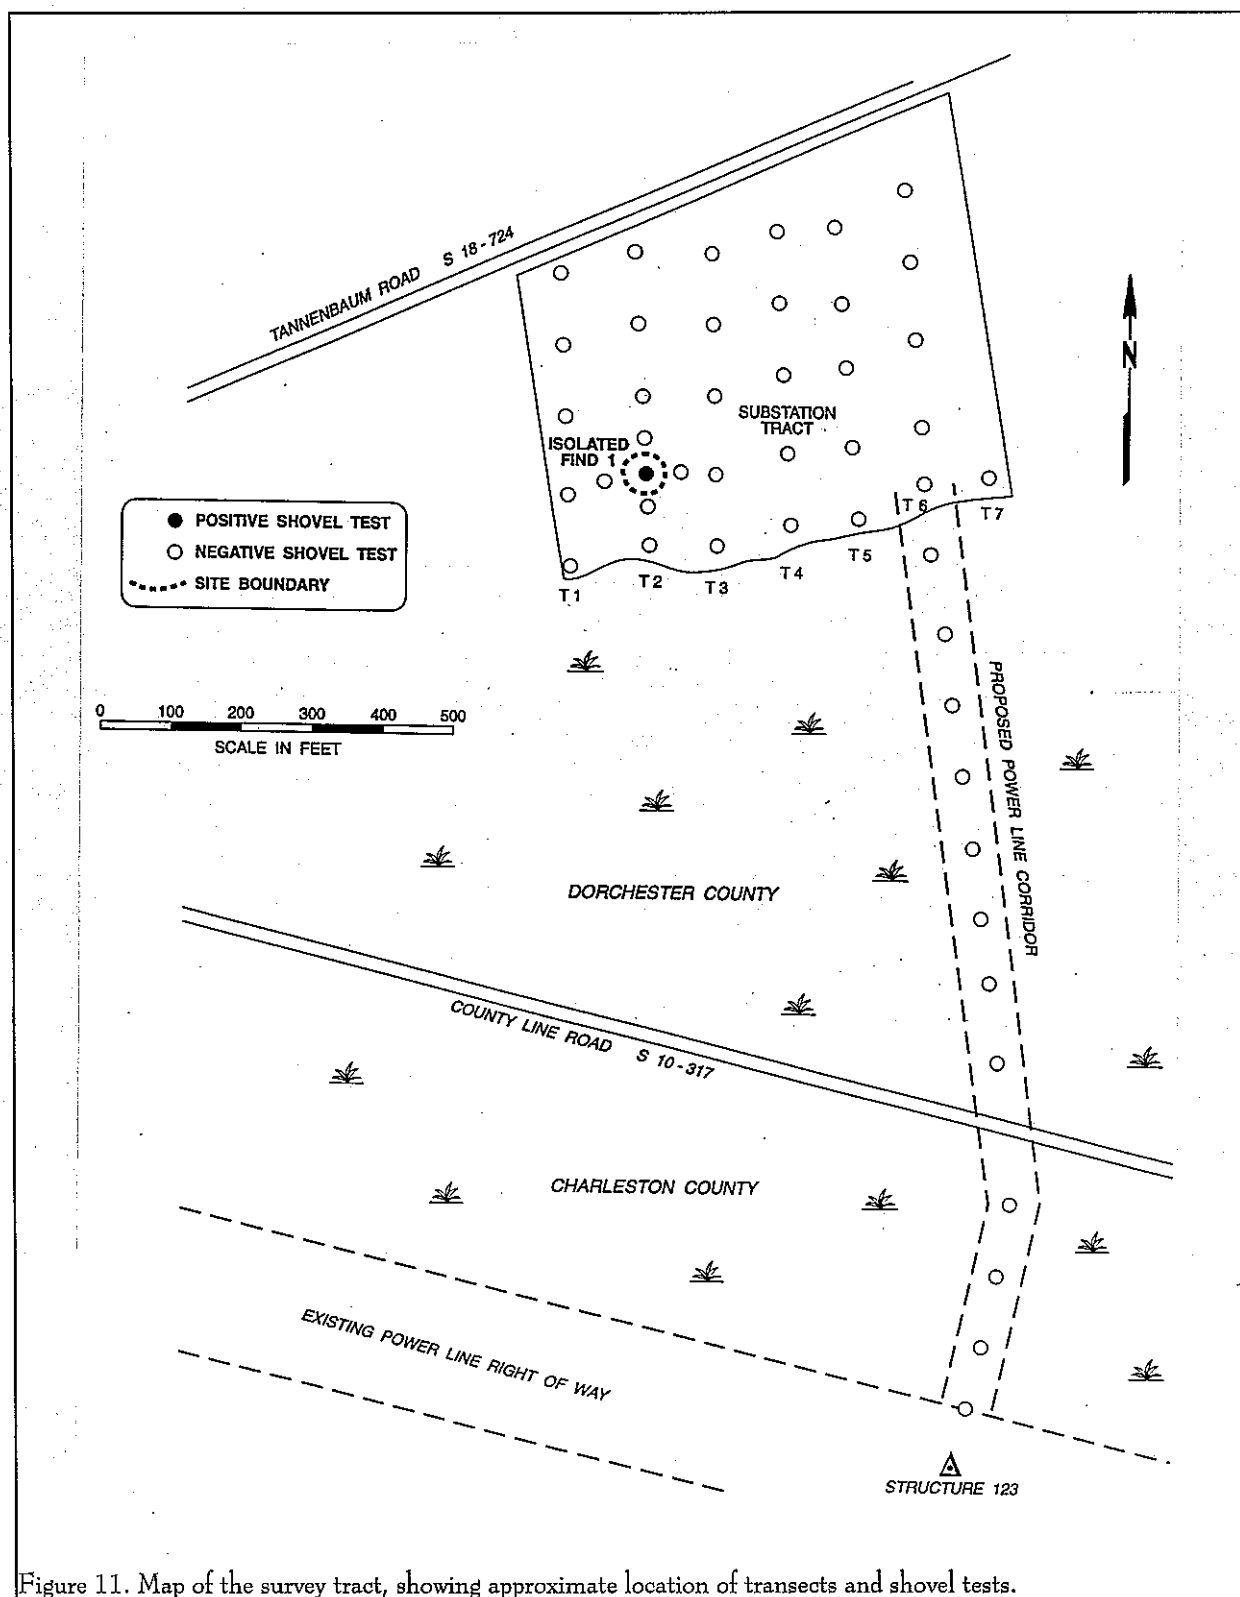 TANNENBAUM ROAD S 18-724
N
SUBSTATION
TRACT
ISOLATED
FIND 1
POSITIVE SHOVEL TEST
NEGATIVE SHOVEL TEST
SITE BOUNDARY
T1
T2
T3
T4
T5
T6
T7
0 100 200 300 400 500
SCALE IN FEET
PROPOSED POWER LINE CORRIDOR
DORCHESTER COUNTY
COUNTY LINE ROAD S 10-317
CHARLESTON COUNTY
EXISTING POWER LINE RIGHT OF WAY
STRUCTURE 123
Figure 11. Map of the survey tract, showing approximate location of transects and shovel tests.